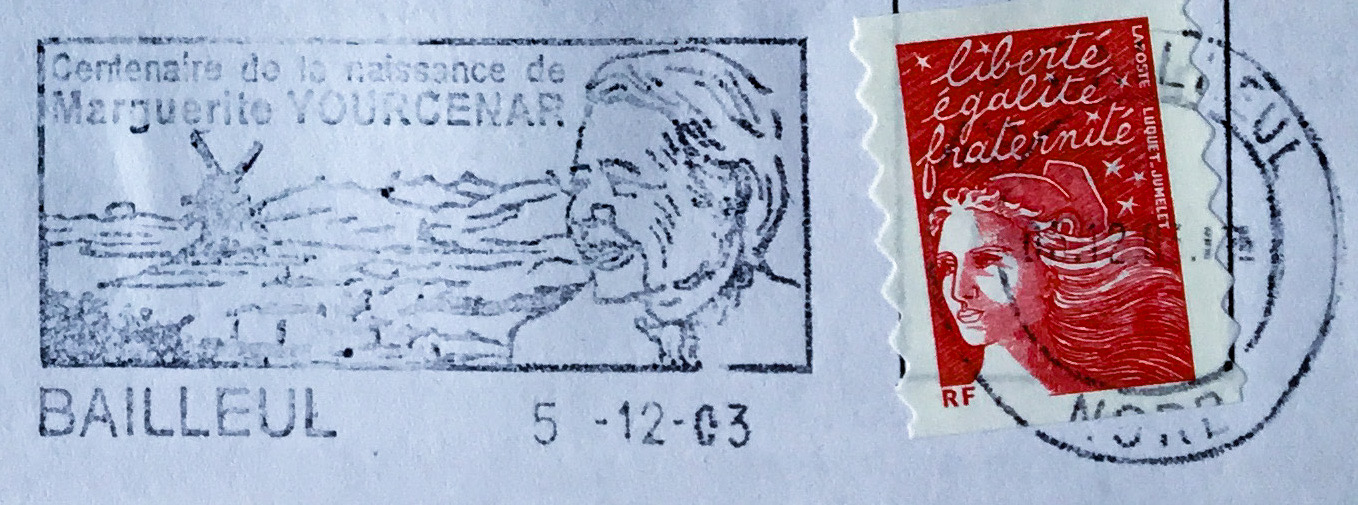 Centenaire de la naissance de
Marguerite YOURCENAR
BAILLEUL
5 -12-03
liberté
égalité
fraternité
LA POSTE LUQUET.JUMELET
RF
LLEUL
NORD